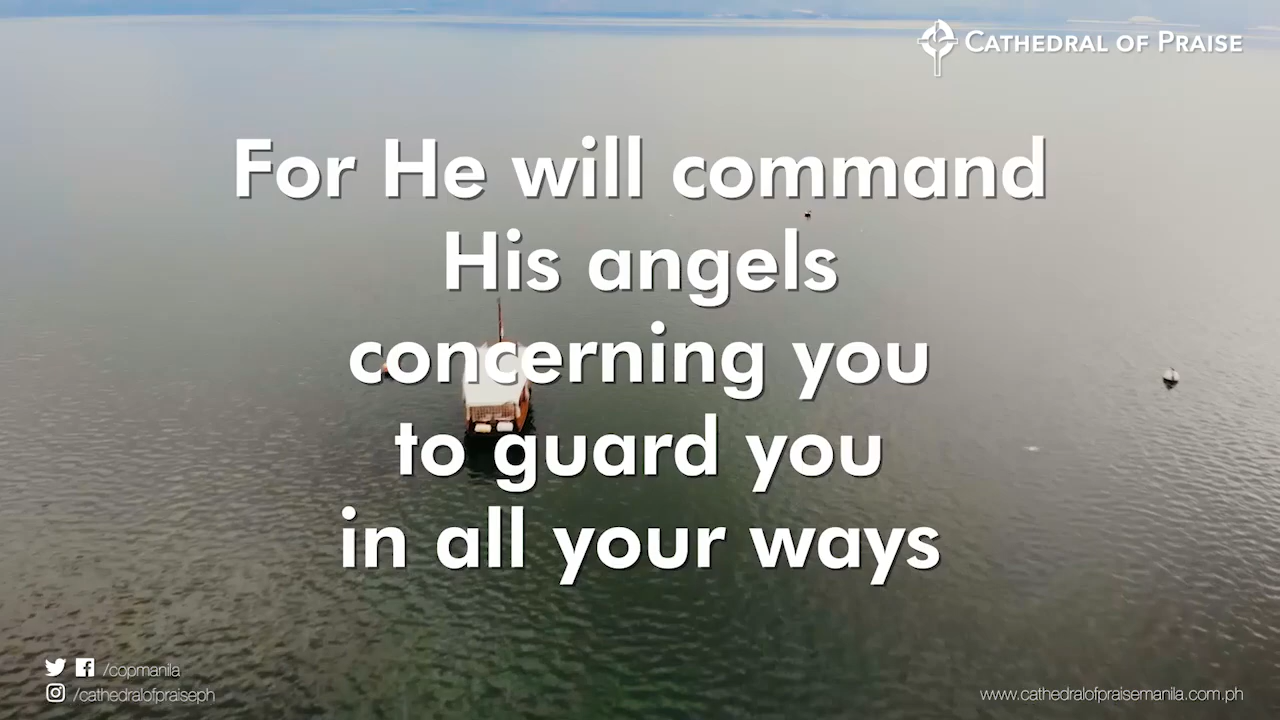 CATHEDRAL OF PRAISE
For He will command
His angels
concerning you
to guard you
in all your ways
/copmanila
/cathedralofpraiseph
www.cathedralofpraisemanila.com.ph